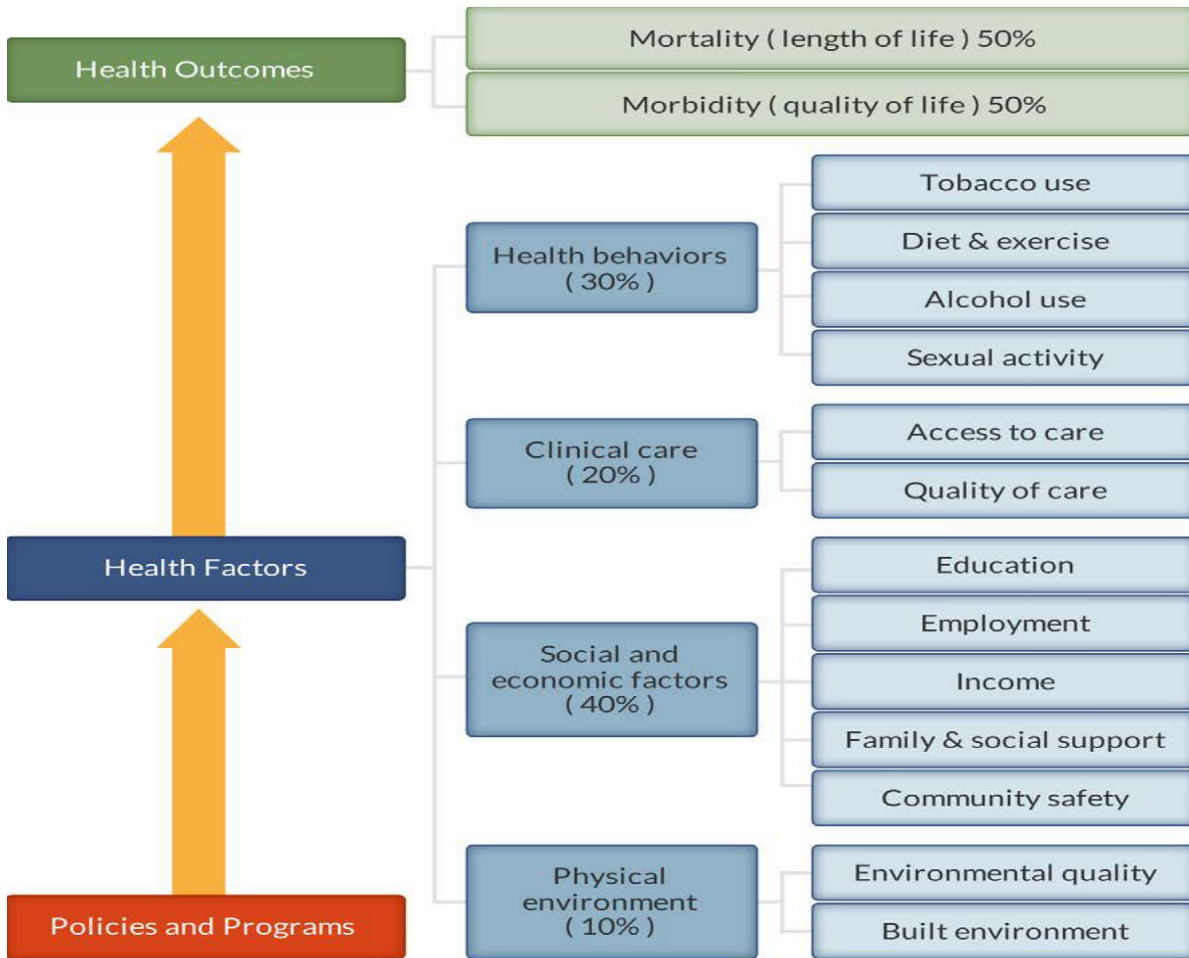 Health Outcomes
Mortality ( length of life ) 50%
Morbidity ( quality of life ) 50%
Health Factors
Health behaviors
( 30% )
Tobacco use
Diet & exercise
Alcohol use
Sexual activity
Clinical care
( 20% )
Access to care
Quality of care
Social and
economic factors
( 40% )
Education
Employment
Income
Family & social support
Community safety
Physical
environment
( 10% )
Environmental quality
Built environment
Policies and Programs